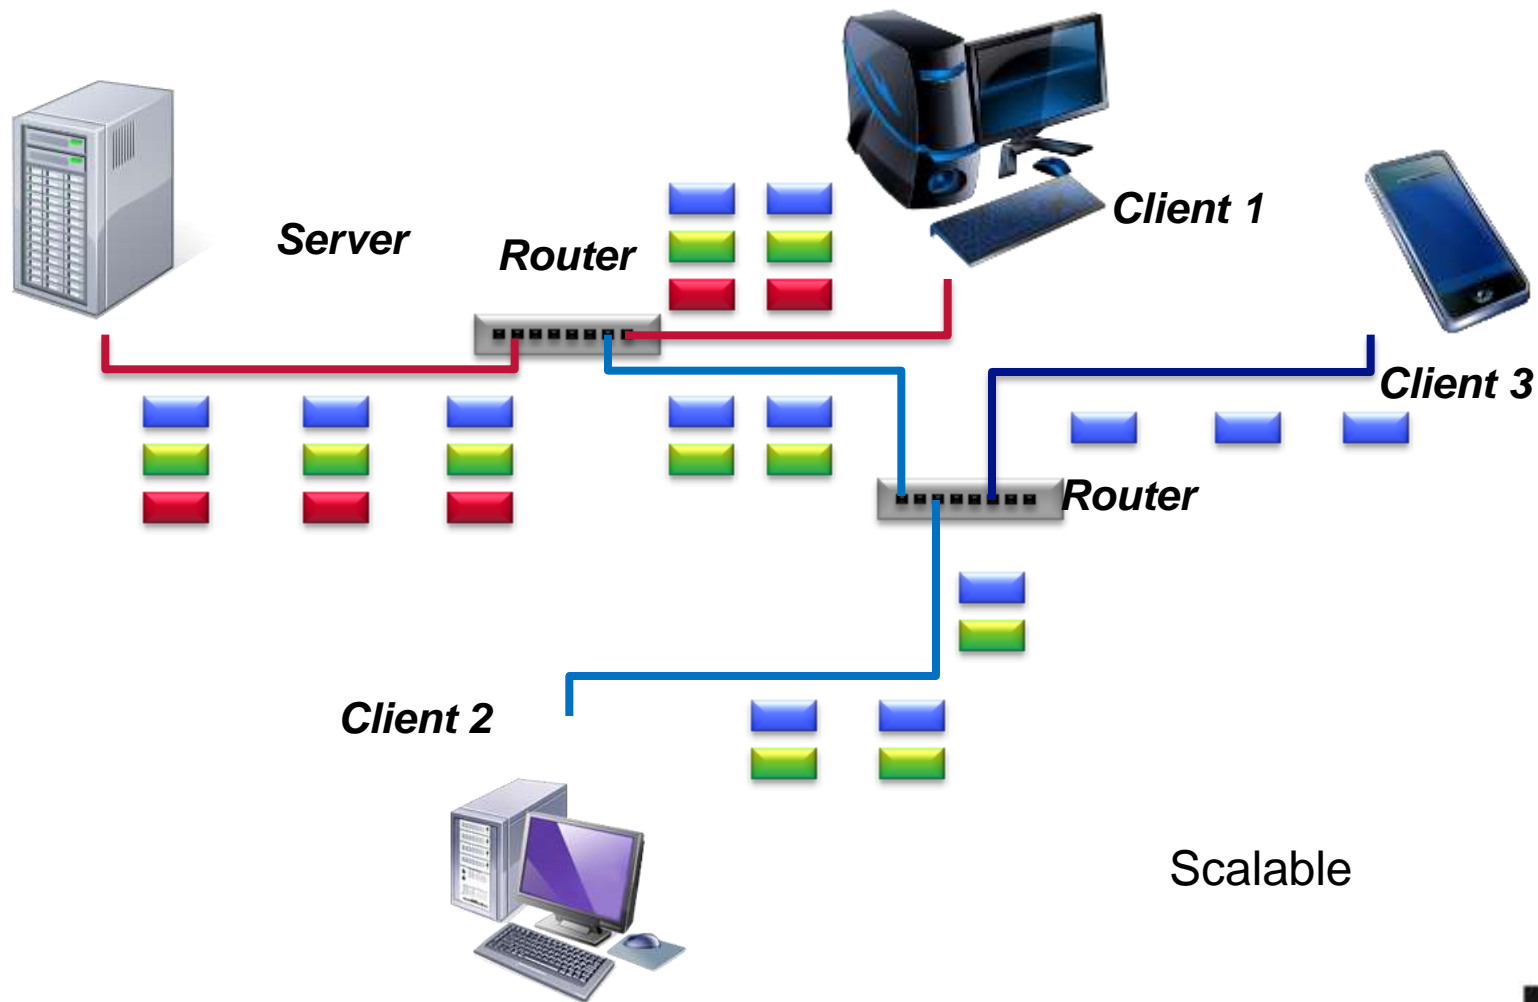 Client 1
Server
Router
Client 3
Router
Client 2
Scalable